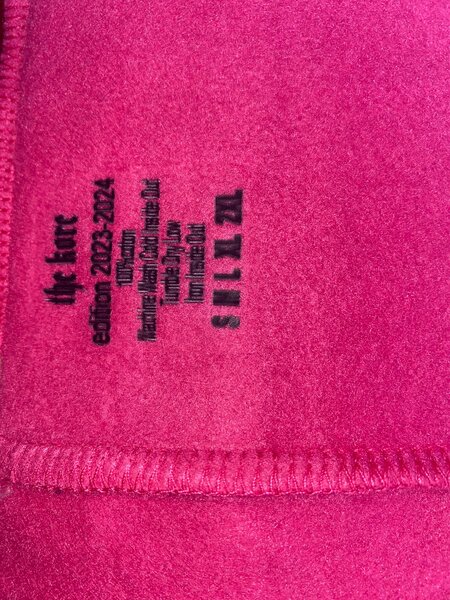 the kore
edition 2023-2024
100%cotton
Machine Wash Cold Inside Out
Tumble Dry Low
Iron Inside Out
S M L XL 2XL